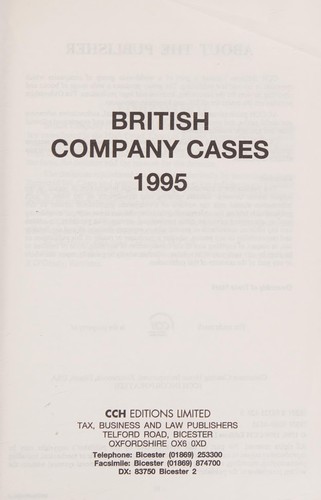 BRITISH
COMPANY CASES
1995
CCH EDITIONS LIMITED
TAX, BUSINESS AND LAW PUBLISHERS
TELFORD ROAD, BICESTER
OXFORDSHIRE OX6 0XD
Telephone: Bicester (01869) 253300
Facsimile: Bicester (01869) 874700
DX: 83750 Bicester 2